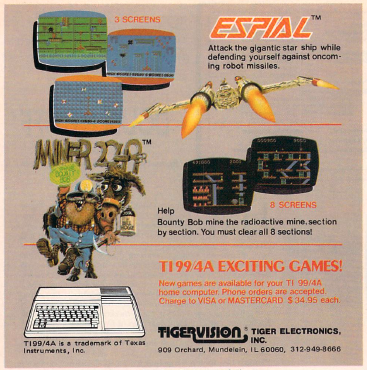 3 SCREENS
ESPIAL™
Attack the gigantic star ship while
defending yourself against oncom-
ing robot missiles.
MINER 2049er™
8 SCREENS
Help
Bounty Bob mine the radioactive mine.section
by section. You must clear all 8 sections!
TI 99/4A EXCITING GAMES!
New games are available for your TI 99/4A
home computer. Phone orders are accepted.
Charge to VISA or MASTERCARD $34.95 each.
TI99/4A is a trademark of Texas
Instruments, Inc.
TIGERVISION® TIGER ELECTRONICS,
INC.
909 Orchard, Mundelein, IL 60060, 312-949-8666